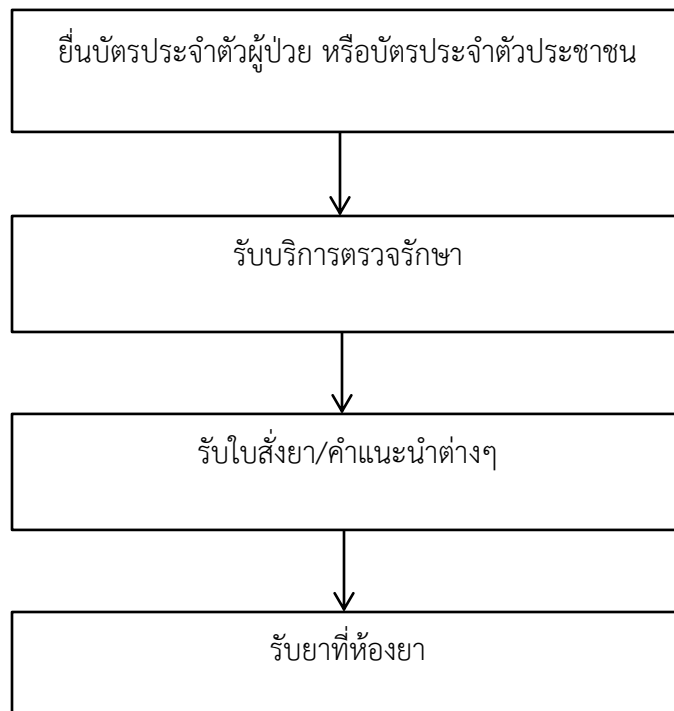 ยื่นบัตรประจำตัวผู้ป่วย หรือบัตรประจำตัวประชาชน
รับบริการตรวจรักษา
รับใบสั่งยา/คำแนะนำต่างๆ
รับยาที่ห้องยา